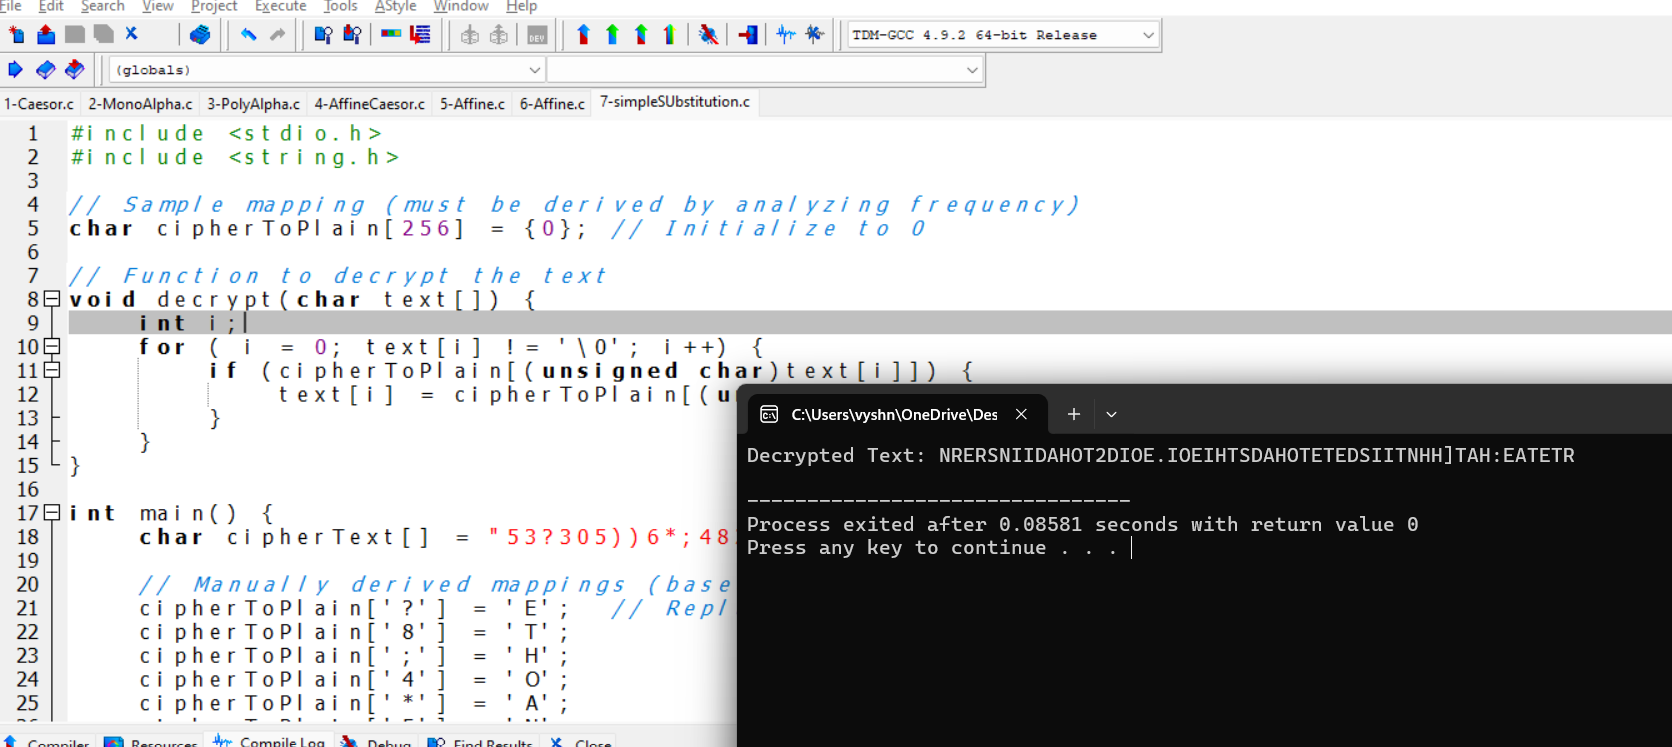 File Edit Search View Project Execute Tools AStyle Window Help
DEV
TDM-GCC 4.9.2 64-bit Release
(globals)
1-Caesor.c 2-MonoAlpha.c 3-PolyAlpha.c 4-AffineCaesor.c 5-Affine.c 6-Affine.c 7-simpleSUbstitution.c
1 #include <stdio.h>
2 #include <string.h>
3
4 // Sample mapping (must be derived by analyzing frequency)
5 char cipherToPlain[256] = {0}; // Initialize to 0
6
7 // Function to decrypt the text
8 void decrypt(char text[]) {
9 int i;
10 for ( i = 0; text[i] != '\0'; i++) {
11 if (cipherToPlain[(unsigned char)text[i]]) {
12 text[i] = cipherToPlain[(u
13 }
14 }
15 }
16
17 int main() {
18 char cipherText[] = "53?305))6*;48
19
20 // Manually derived mappings (base
21 cipherToPlain['?'] = 'E'; // Repl
22 cipherToPlain['8'] = 'T';
23 cipherToPlain[';'] = 'H';
24 cipherToPlain['4'] = 'O';
25 cipherToPlain['*'] = 'A';
Compiler Resources Compile Log Debug Find Results Close
C:\Users\vyshn\OneDrive\Des
Decrypted Text: NRERSNIIDAHOT2DIOE.IOEIHTSDAHOTETEDSIITNHH]TAH:EATETR
--------------------------------
Process exited after 0.08581 seconds with return value 0
Press any key to continue . . .